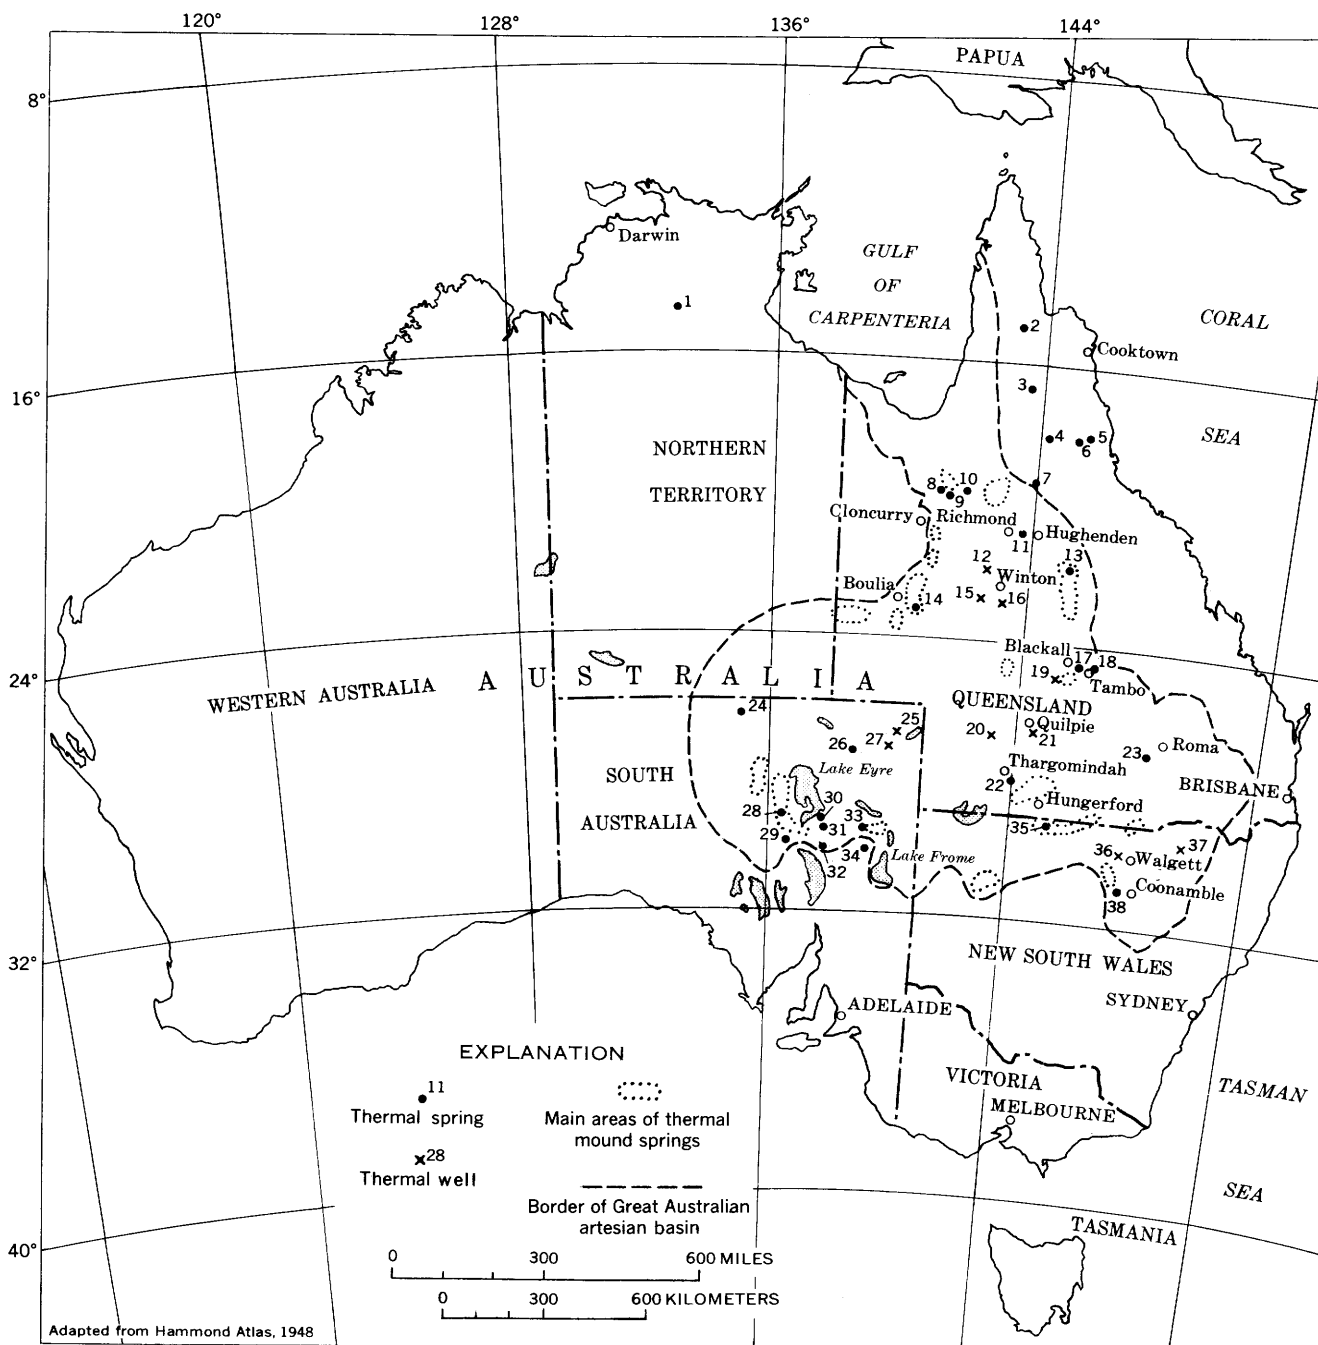 120°
128°
136°
144°
PAPUA
8°
Darwin
GULF
OF
CARPENTERIA
CORAL
1
2
Cooktown
16°
3
SEA
NORTHERN
TERRITORY
4
5
6
7
8
10
9
Cloncurry
Richmond
11
Hughenden
12
13
Winton
Boulia
14
15
16
Blackall
17
18
19
Tambo
24°
WESTERN AUSTRALIA
AUSTRALIA
QUEENSLAND
24
25
26
27
20
Quilpie
21
23
Roma
Lake Eyre
Thargomindah
22
BRISBANE
SOUTH
AUSTRALIA
28
30
31
33
Hungerford
35
29
32
34
Lake Frome
36
37
Walgett
Coonamble
38
32°
NEW SOUTH WALES
ADELAIDE
SYDNEY
VICTORIA
MELBOURNE
TASMAN
SEA
TASMANIA
40°
EXPLANATION
11
Thermal spring
28
Thermal well
Main areas of thermal
mound springs
Border of Great Australian
artesian basin
0 300 600 MILES
0 300 600 KILOMETERS
Adapted from Hammond Atlas, 1948